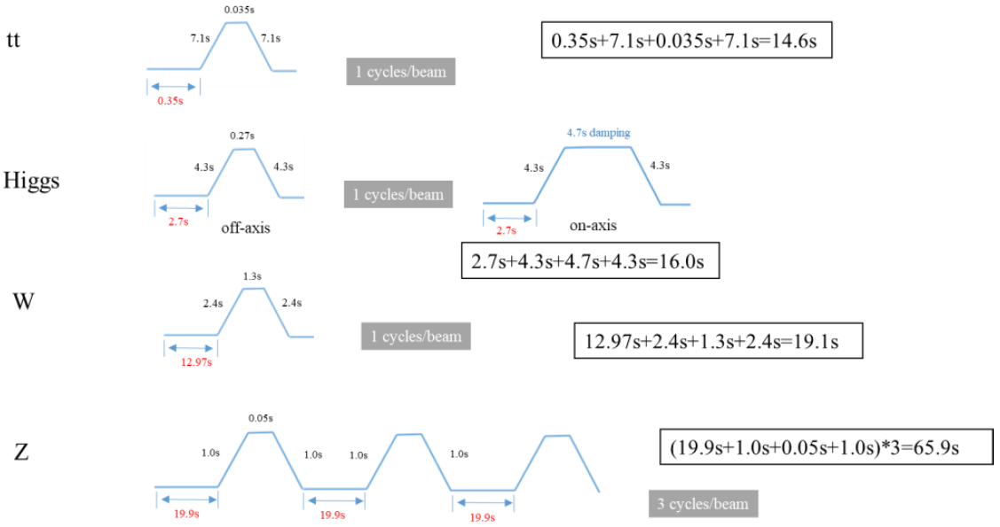 tt
0.035s
7.1s
7.1s
0.35s
1 cycles/beam
0.35s+7.1s+0.035s+7.1s=14.6s
Higgs
0.27s
4.3s
4.3s
2.7s
off-axis
1 cycles/beam
4.7s damping
4.3s
4.3s
2.7s
on-axis
2.7s+4.3s+4.7s+4.3s=16.0s
W
1.3s
2.4s
2.4s
12.97s
1 cycles/beam
12.97s+2.4s+1.3s+2.4s=19.1s
Z
0.05s
1.0s
1.0s
1.0s
1.0s
19.9s
19.9s
19.9s
(19.9s+1.0s+0.05s+1.0s)*3=65.9s
3 cycles/beam